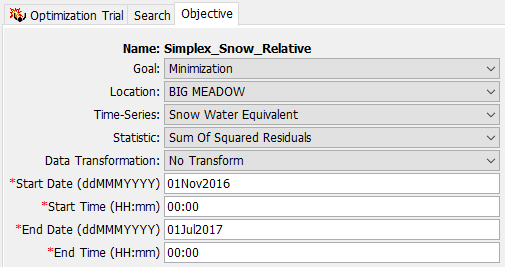 Optimization Trial Search Objective
Name: Simplex_Snow_Relative
Goal: Minimization
Location: BIG MEADOW
Time-Series: Snow Water Equivalent
Statistic: Sum Of Squared Residuals
Data Transformation: No Transform
*Start Date (ddMMMYYYY) 01Nov2016
*Start Time (HH:mm) 00:00
*End Date (ddMMMYYYY) 01Jul2017
*End Time (HH:mm) 00:00